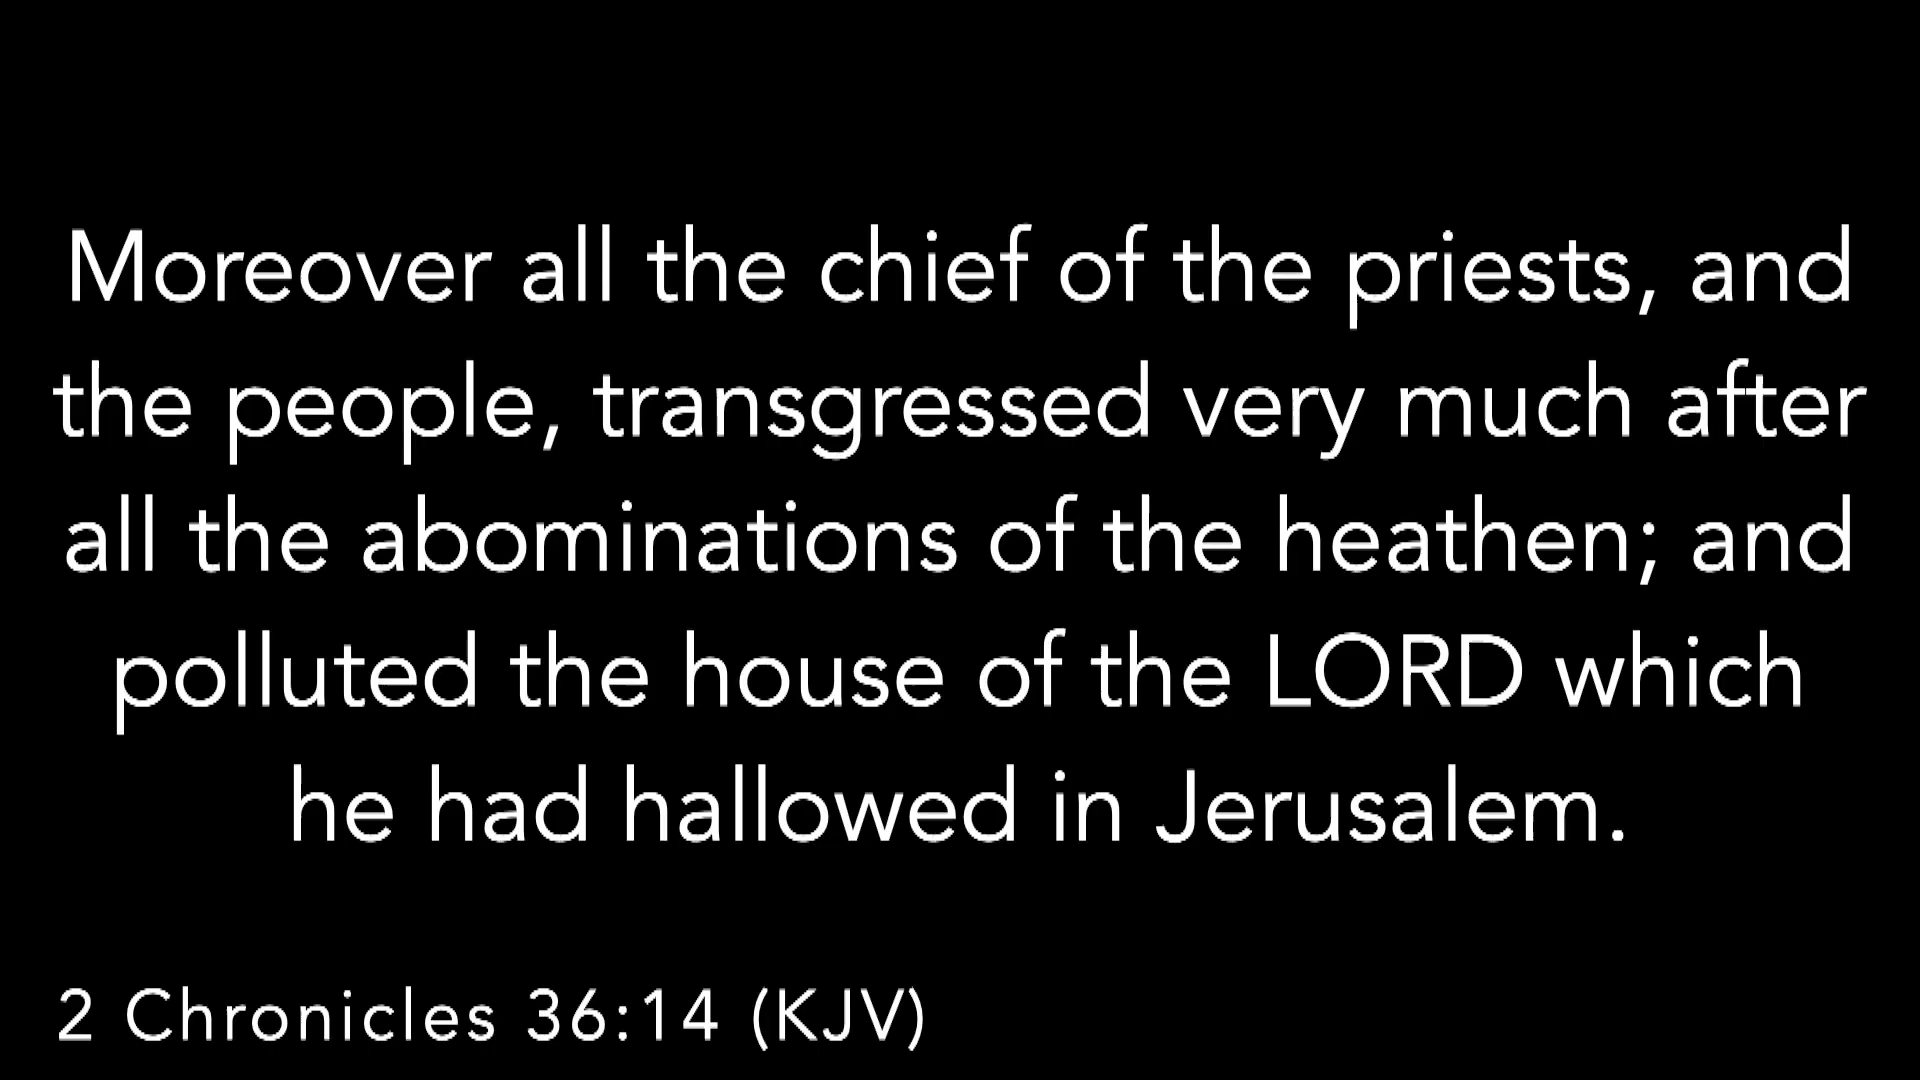 Moreover all the chief of the priests, and
the people, transgressed very much after
all the abominations of the heathen; and
polluted the house of the LORD which
he had hallowed in Jerusalem.
2 Chronicles 36:14 (KJV)